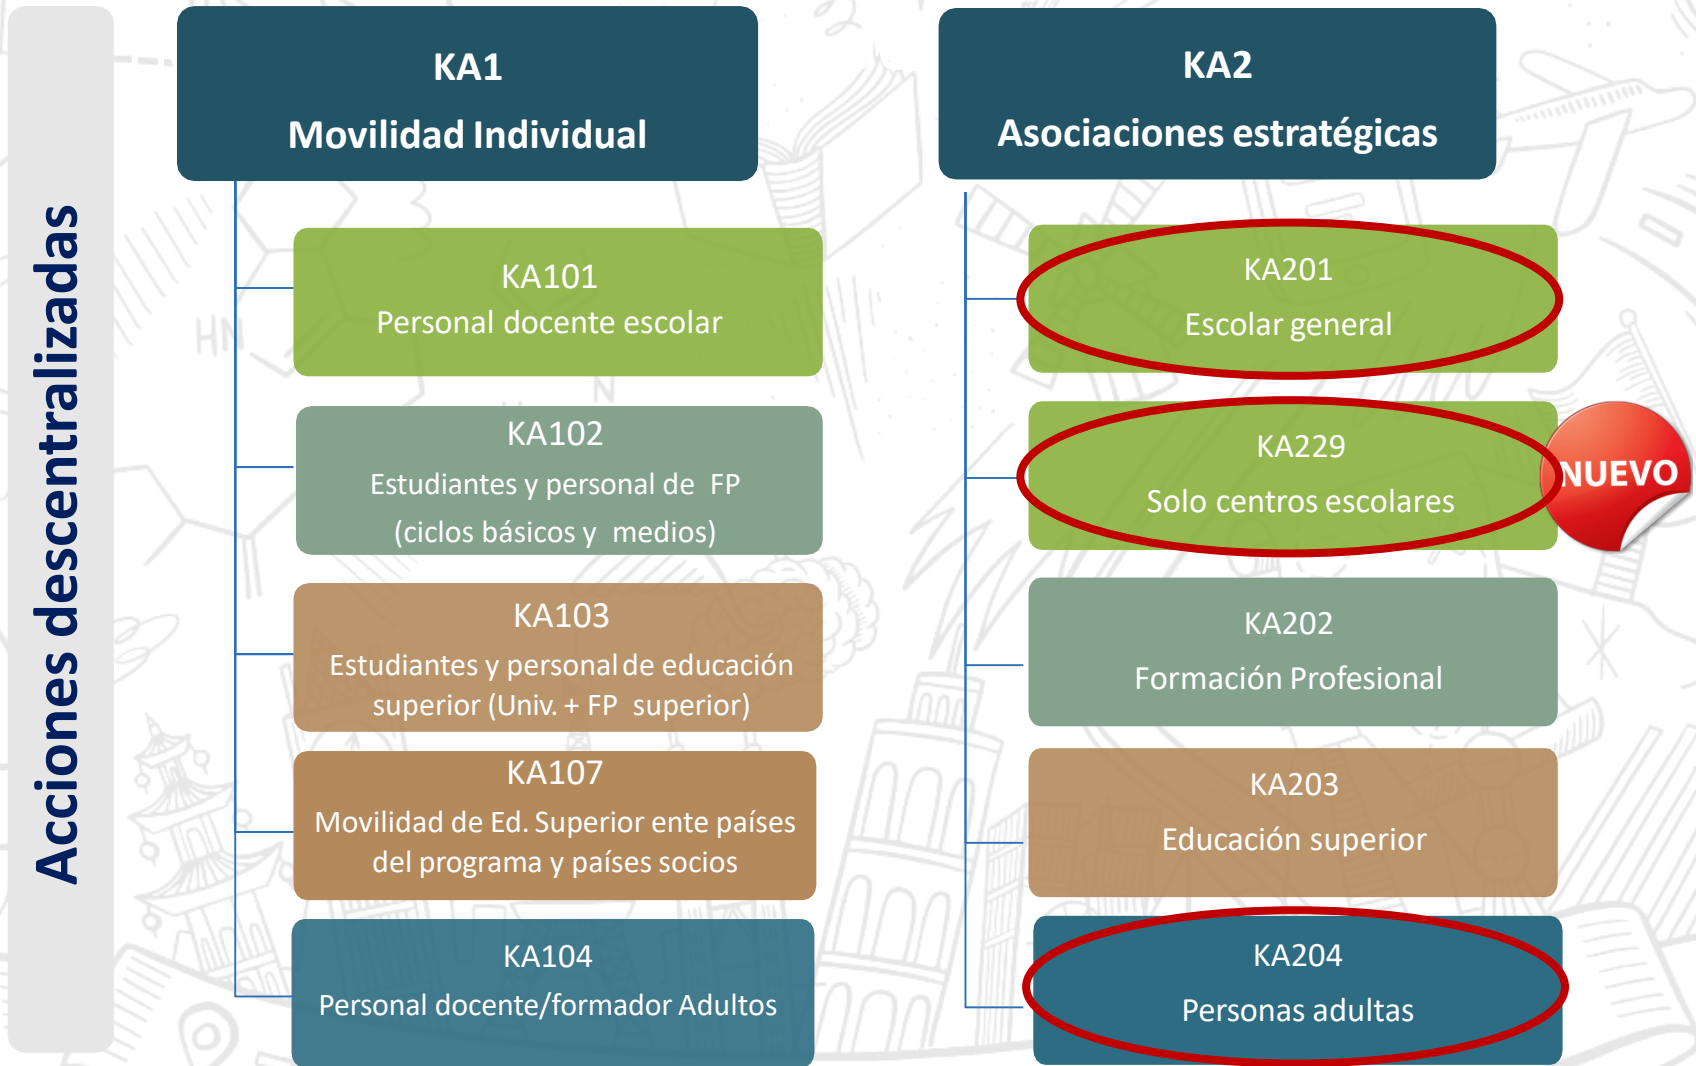 Acciones descentralizadas
KA1
Movilidad Individual
KA101
Personal docente escolar
KA102
Estudiantes y personal de FP
(ciclos básicos y medios)
KA103
Estudiantes y personal de educación
superior (Univ. + FP superior)
KA107
Movilidad de Ed. Superior ente países
del programa y países socios
KA104
Personal docente/formador Adultos
KA2
Asociaciones estratégicas
KA201
Escolar general
KA229
Solo centros escolares
NUEVO
KA202
Formación Profesional
KA203
Educación superior
KA204
Personas adultas
HN
N